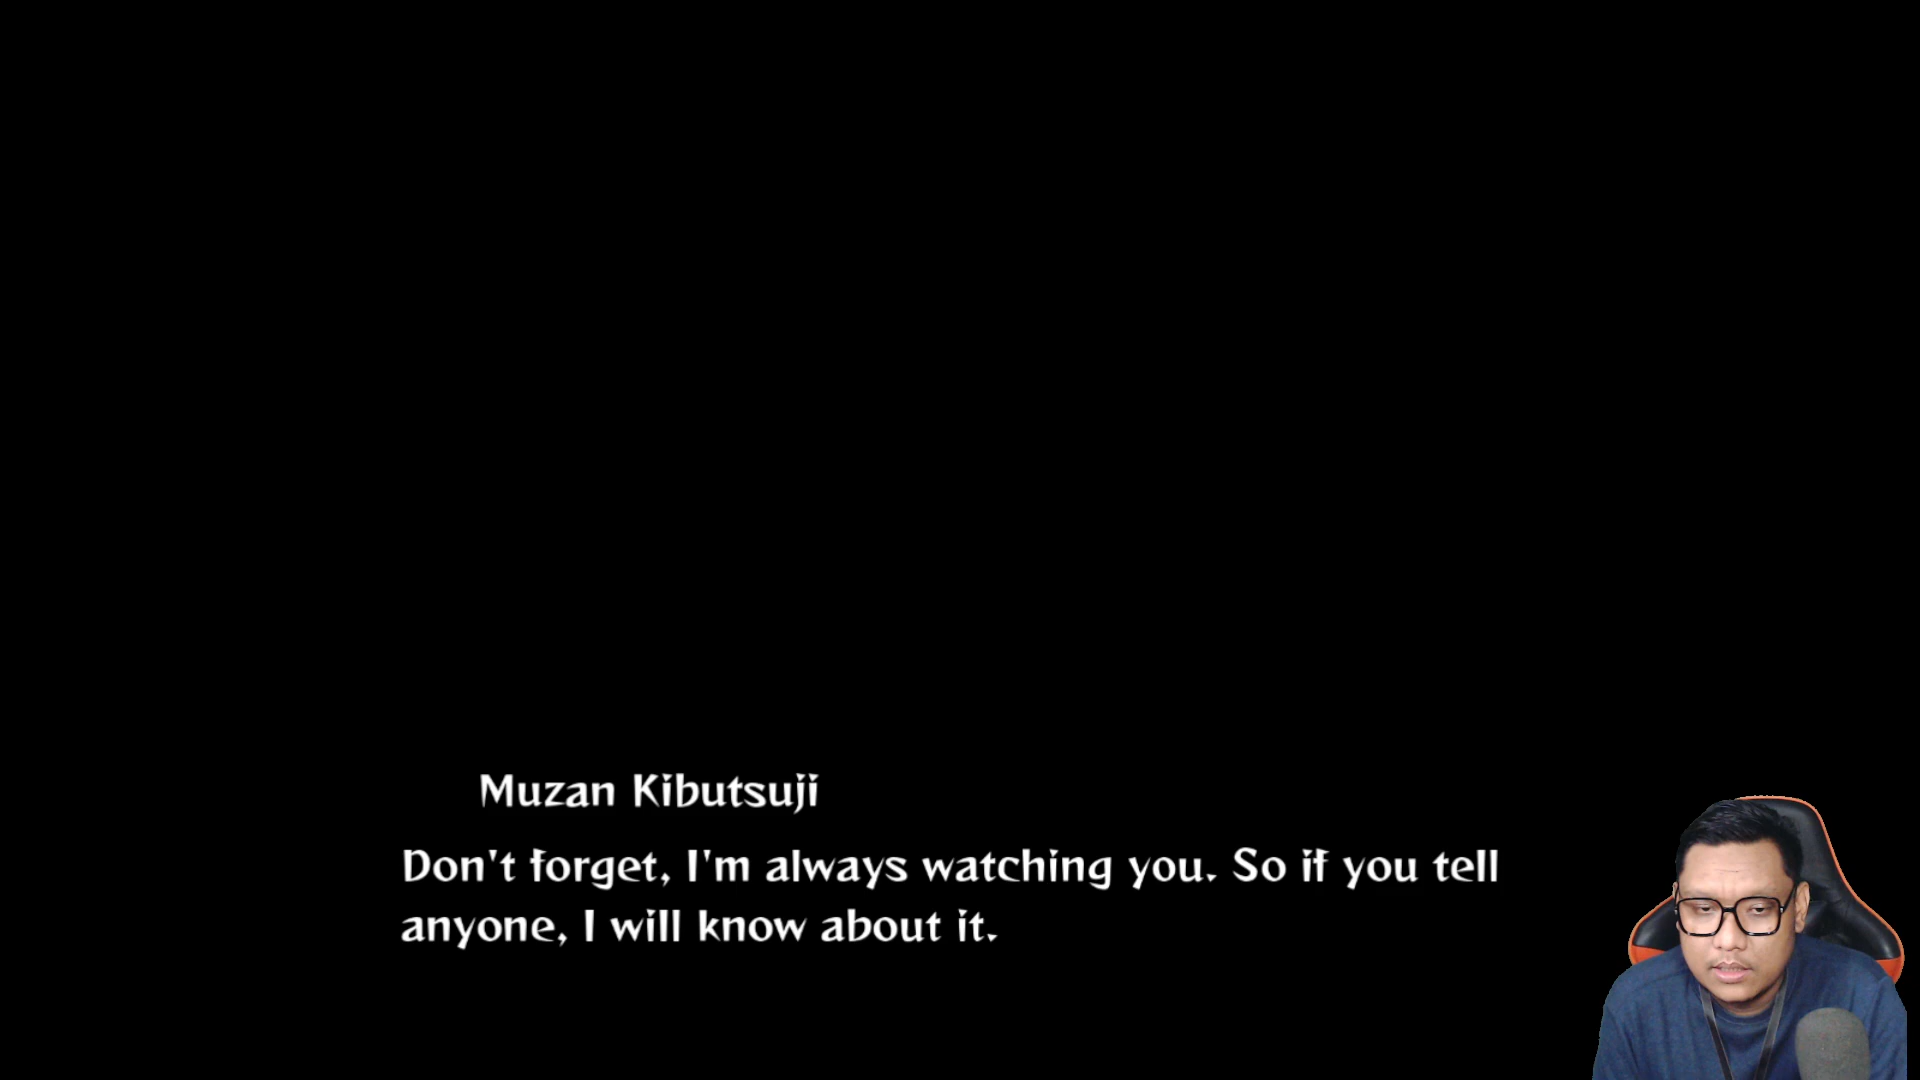 Muzan Kibutsuji
Don't forget, I'm always watching you. So if you tell
anyone, I will know about it.